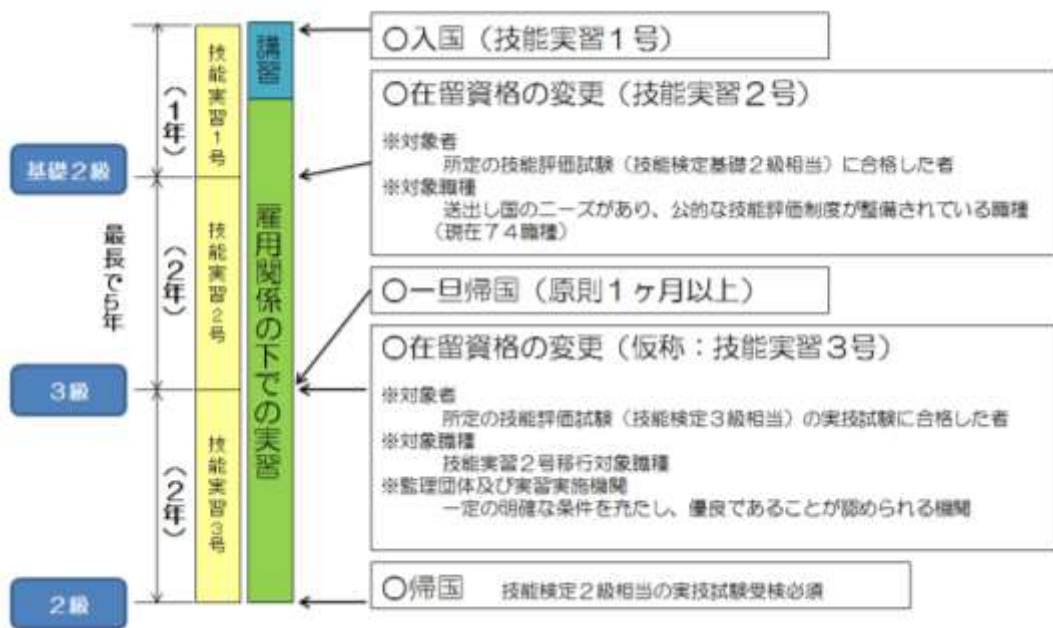 技能実習1号
講習
○入国（技能実習１号）
（1年）
○在留資格の変更（技能実習２号）
※対象者
所定の技能評価試験（技能検定基礎２級相当）に合格した者
※対象職種
送出し国のニーズがあり、公的な技能評価制度が整備されている職種
（現在７４職種）
基礎２級
最長で5年
（2年）
技能実習2号
雇用関係の下での実習
○一旦帰国（原則１ヶ月以上）
○在留資格の変更（仮称：技能実習３号）
※対象者
所定の技能評価試験（技能検定３級相当）の実技試験に合格した者
※対象職種
技能実習２号移行対象職種
※監理団体及び実習実施機関
一定の明確な条件を充たし、優良であることが認められる機関
３級
（2年）
技能実習3号
２級
○帰国　技能検定２級相当の実技試験受検必須